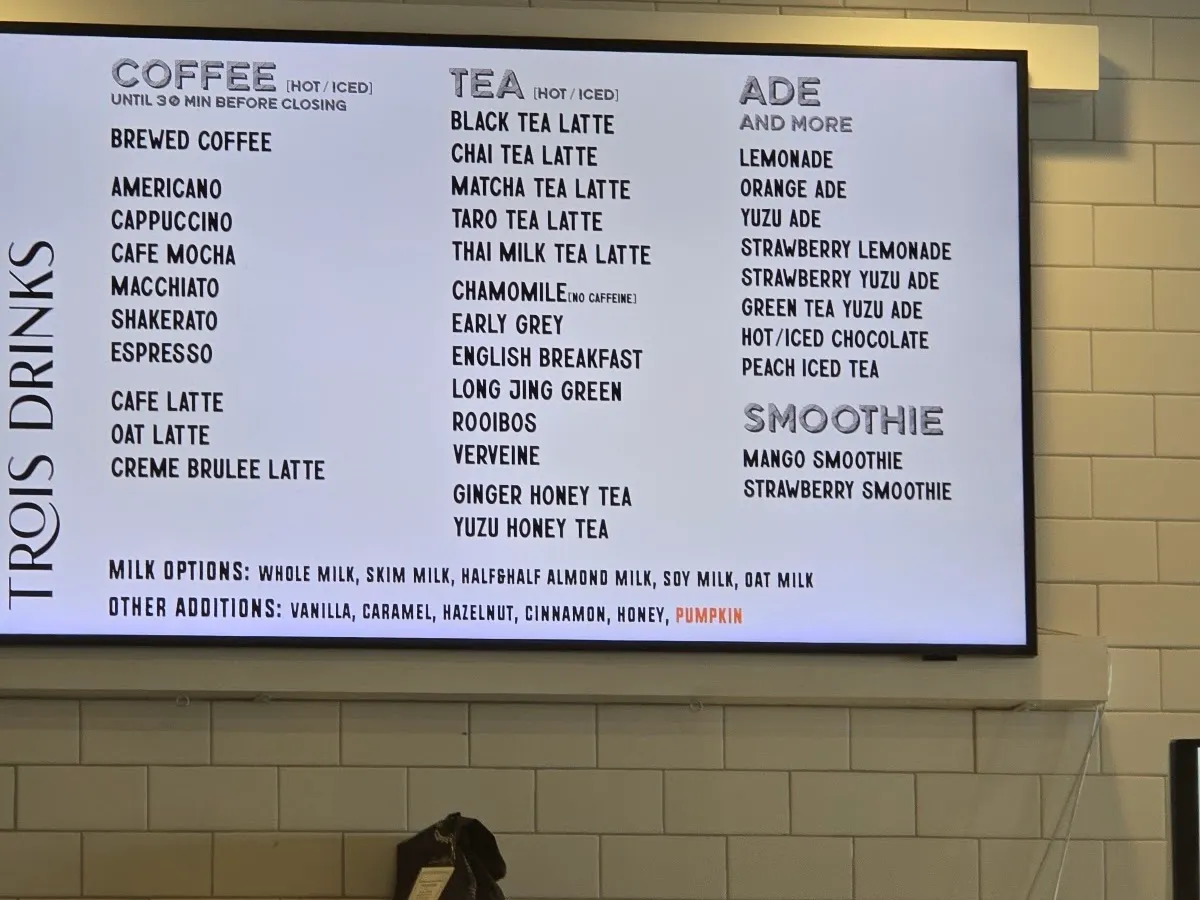 TROIS DRINKS
COFFEE [HOT / ICED]
UNTIL 30 MIN BEFORE CLOSING
BREWED COFFEE
AMERICANO
CAPPUCCINO
CAFE MOCHA
MACCHIATO
SHAKERATO
ESPRESSO
CAFE LATTE
OAT LATTE
CREME BRULEE LATTE
TEA [HOT / ICED]
BLACK TEA LATTE
CHAI TEA LATTE
MATCHA TEA LATTE
TARO TEA LATTE
THAI MILK TEA LATTE
CHAMOMILE[NO CAFFEINE]
EARLY GREY
ENGLISH BREAKFAST
LONG JING GREEN
ROOIBOS
VERVEINE
GINGER HONEY TEA
YUZU HONEY TEA
ADE
AND MORE
LEMONADE
ORANGE ADE
YUZU ADE
STRAWBERRY LEMONADE
STRAWBERRY YUZU ADE
GREEN TEA YUZU ADE
HOT/ICED CHOCOLATE
PEACH ICED TEA
SMOOTHIE
MANGO SMOOTHIE
STRAWBERRY SMOOTHIE
MILK OPTIONS: WHOLE MILK, SKIM MILK, HALF&HALF ALMOND MILK, SOY MILK, OAT MILK
OTHER ADDITIONS: VANILLA, CARAMEL, HAZELNUT, CINNAMON, HONEY, PUMPKIN